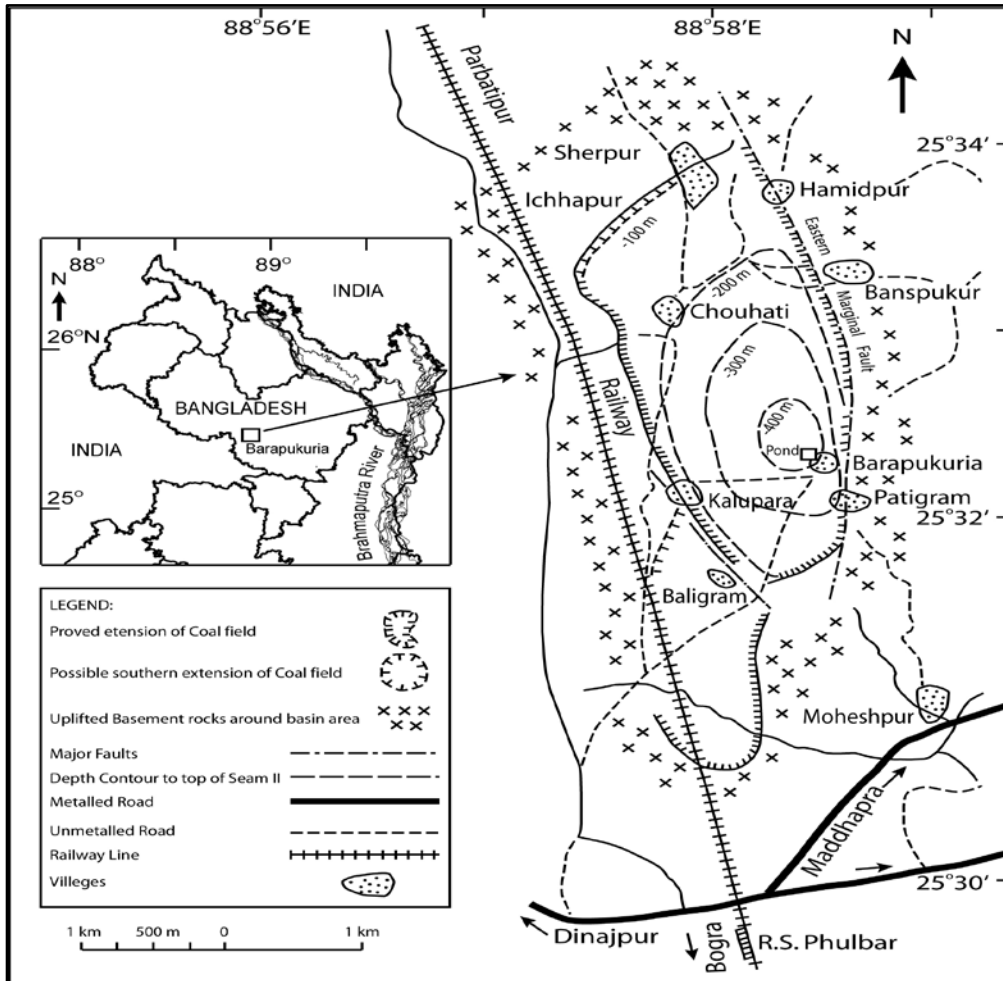 88°56'E
88°58'E
N
25°34'
25°32'
25°30'
Parbatipur
Sherpur
Ichhapur
Hamidpur
-100 m
Eastern
Marginal Fault
-200 m
Banspukur
Chouhati
-300 m
Railway
-400 m
Pond
Barapukuria
Kalupara
Patigram
Baligram
Moheshpur
Maddhapra
Dinajpur
Bogra
R.S. Phulbar
88°
89°
N
INDIA
26°N
BANGLADESH
INDIA
Barapukuria
25°
Brahmaputra River
LEGEND:
Proved etension of Coal field
Possible southern extension of Coal field
Uplifted Basement rocks around basin area
Major Faults
Depth Contour to top of Seam II
Metalled Road
Unmetalled Road
Railway Line
Villeges
1 km 500 m 0 1 km